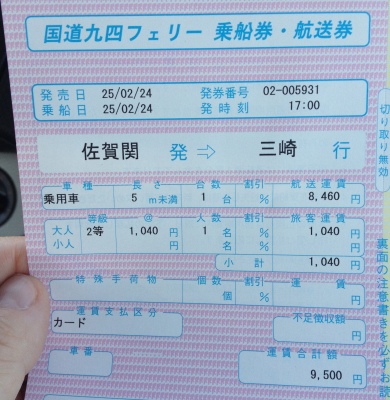 国道九四フェリー 乗船券・航送券
発売日 25/02/24 発券番号 02-005931
乗船日 25/02/24 発時刻 17:00
佐賀関 発 ⇨ 三崎 行
車種 長さ 台数 割引 航送運賃
乗用車 5 m未満 1 台 % 8,460 円
等級 @ 人数 割引 旅客運賃
大人 2等 1,040 円 1 名 % 1,040 円
小人 円 名 % 円
小計 1,040 円
特殊手荷物 個数 割引 運賃
個 % 円
運賃支払区分 不足徴収額
カード 円
車番 運賃合計額
9,500 円
切り取り無効
裏面の注意書きを必ずお読